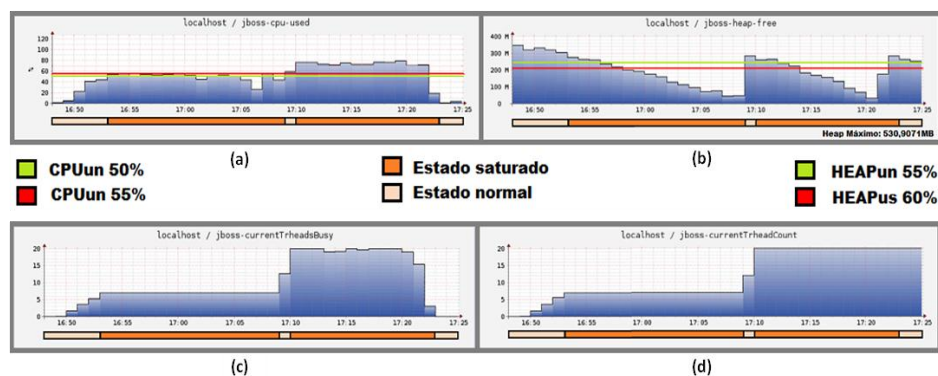 localhost / jboss-cpu-used
120
100
80
60
40
20
0
%
16:50 16:55 17:00 17:05 17:10 17:15 17:20 17:25
(a)
localhost / jboss-heap-free
400 M
300 M
200 M
100 M
0
16:50 16:55 17:00 17:05 17:10 17:15 17:20 17:25
Heap Máximo: 530,9071MB
(b)
CPUun 50%
CPUun 55%
Estado saturado
Estado normal
HEAPun 55%
HEAPus 60%
localhost / jboss-currentTrheadsBusy
20
15
10
5
0
16:50 16:55 17:00 17:05 17:10 17:15 17:20 17:25
(c)
localhost / jboss-currentTrheadCount
20
15
10
5
0
16:50 16:55 17:00 17:05 17:10 17:15 17:20 17:25
(d)